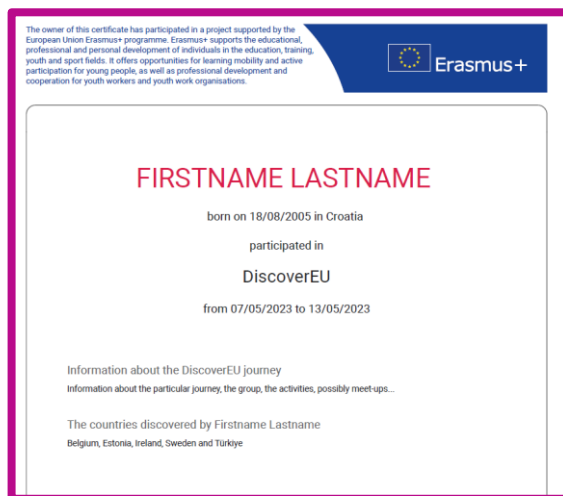 The owner of this certificate has participated in a project supported by the
European Union Erasmus+ programme. Erasmus+ supports the educational,
professional and personal development of individuals in the education, training,
youth and sport fields. It offers opportunities for learning mobility and active
participation for young people, as well as professional development and
cooperation for youth workers and youth work organisations.
Erasmus+
FIRSTNAME LASTNAME
born on 18/08/2005 in Croatia
participated in
DiscoverEU
from 07/05/2023 to 13/05/2023
Information about the DiscoverEU journey
Information about the particular journey, the group, the activities, possibly meet-ups...
The countries discovered by Firstname Lastname
Belgium, Estonia, Ireland, Sweden and Türkiye